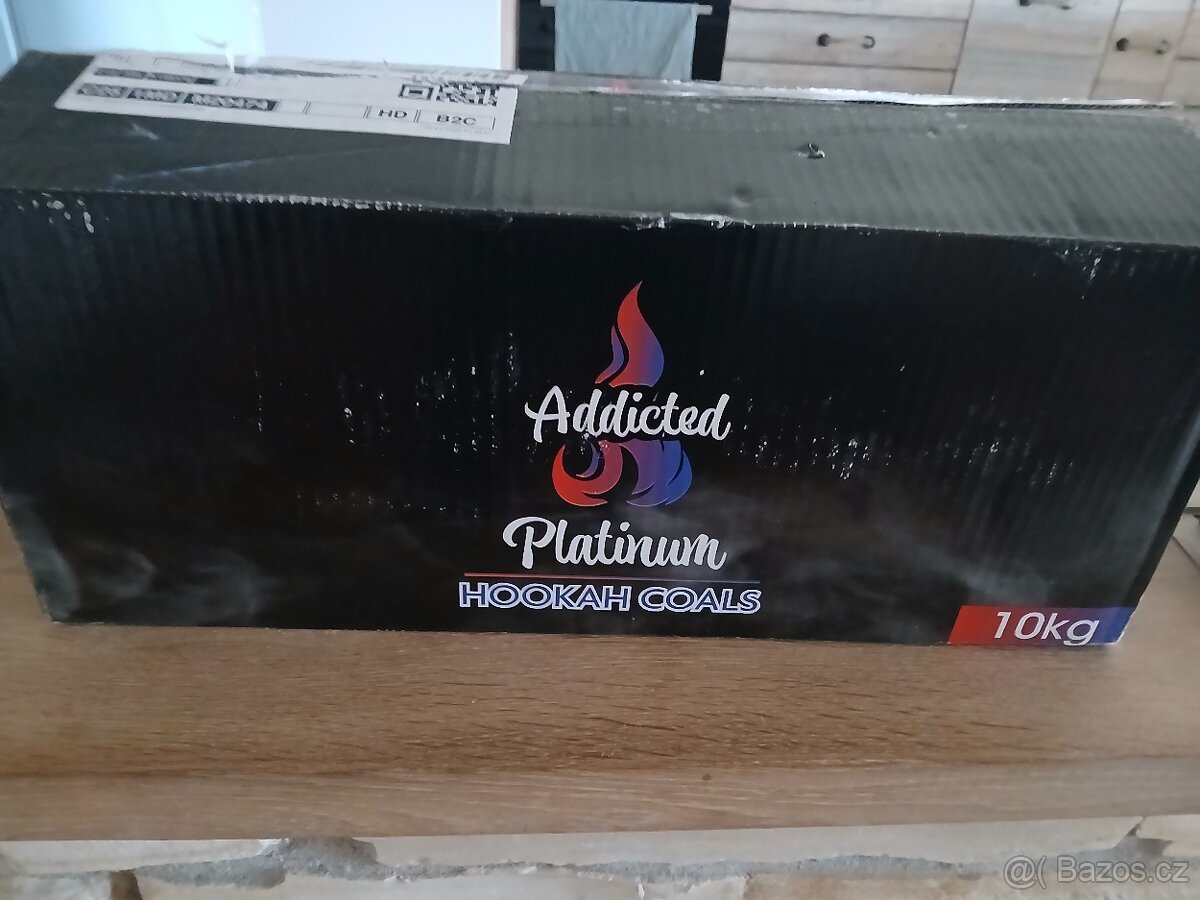 HD B2C
Addicted
Platinum
HOOKAH COALS
10kg
@( Bazos.cz